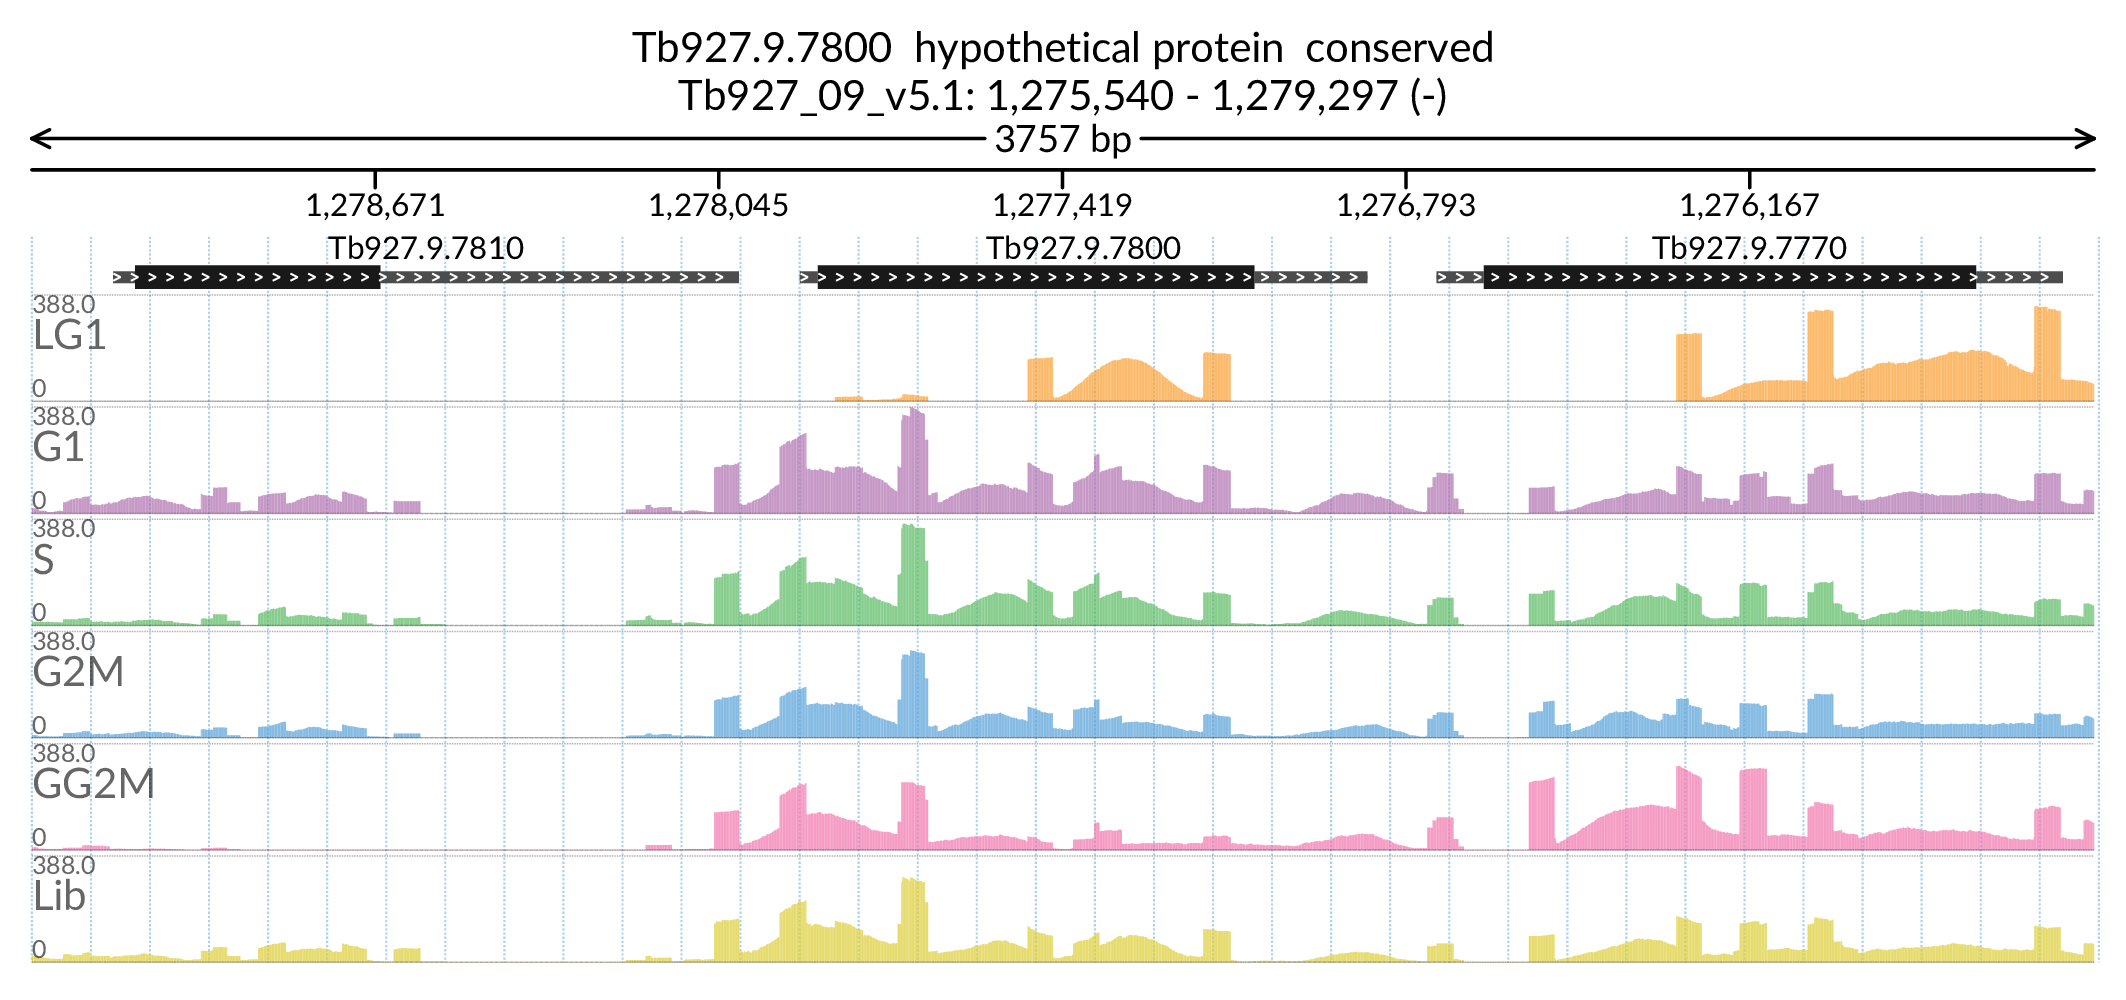 Tb927.9.7800 hypothetical protein conserved
Tb927_09_v5.1: 1,275,540 - 1,279,297 (-)
3757 bp
1,278,671 1,278,045 1,277,419 1,276,793 1,276,167
Tb927.9.7810 Tb927.9.7800 Tb927.9.7770
388.0
LG1
0
388.0
G1
0
388.0
S
0
388.0
G2M
0
388.0
GG2M
0
388.0
Lib
0